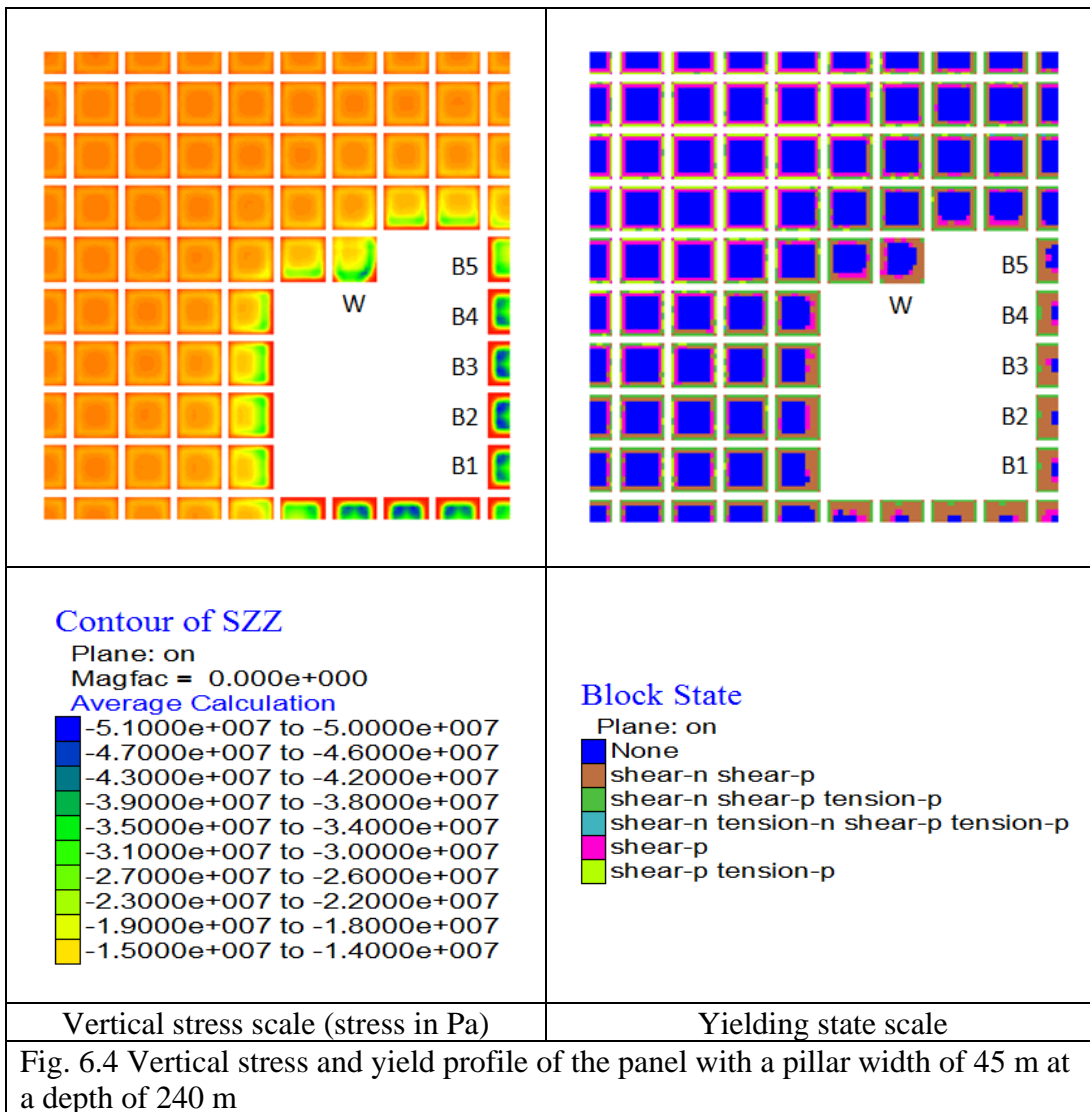 B5
W
B4
B3
B2
B1
B5
W
B4
B3
B2
B1
Contour of SZZ
Plane: on
Magfac = 0.000e+000
Average Calculation
-5.1000e+007 to -5.0000e+007
-4.7000e+007 to -4.6000e+007
-4.3000e+007 to -4.2000e+007
-3.9000e+007 to -3.8000e+007
-3.5000e+007 to -3.4000e+007
-3.1000e+007 to -3.0000e+007
-2.7000e+007 to -2.6000e+007
-2.3000e+007 to -2.2000e+007
-1.9000e+007 to -1.8000e+007
-1.5000e+007 to -1.4000e+007
Block State
Plane: on
None
shear-n shear-p
shear-n shear-p tension-p
shear-n tension-n shear-p tension-p
shear-p
shear-p tension-p
Vertical stress scale (stress in Pa)
Yielding state scale
Fig. 6.4 Vertical stress and yield profile of the panel with a pillar width of 45 m at
a depth of 240 m